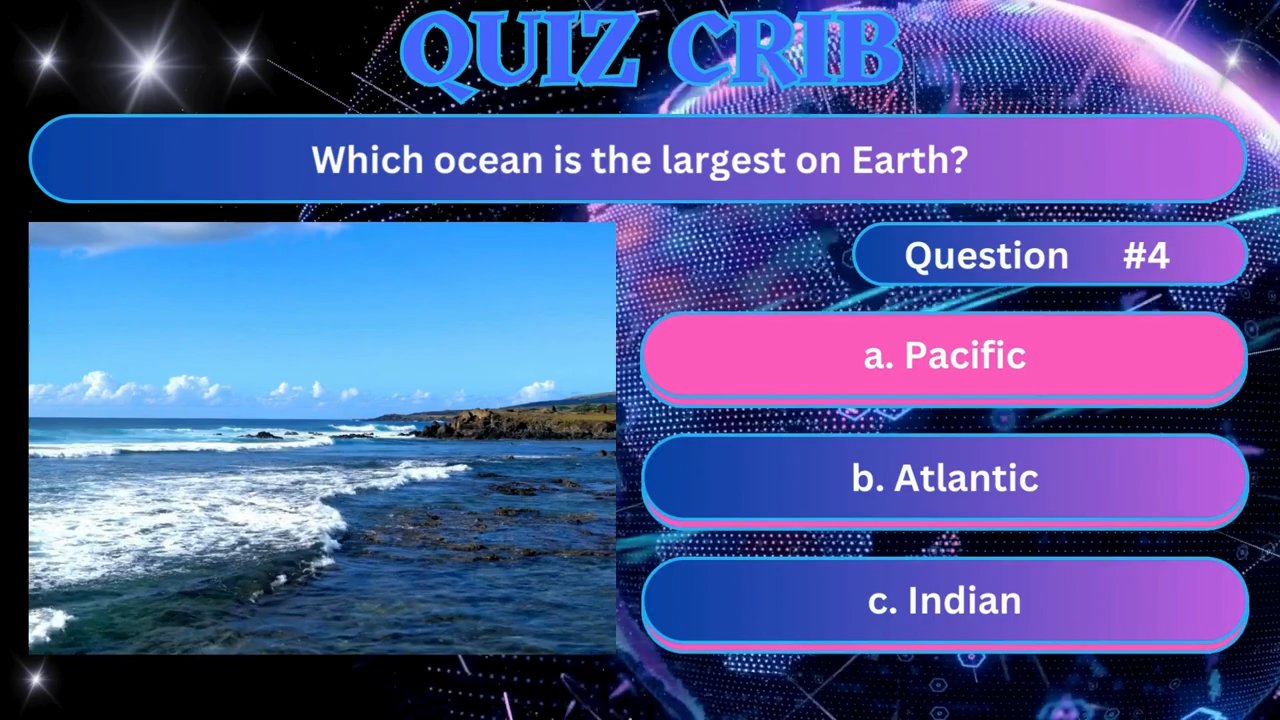 QUIZ CRIB
Which ocean is the largest on Earth?
Question #4
a. Pacific
b. Atlantic
c. Indian